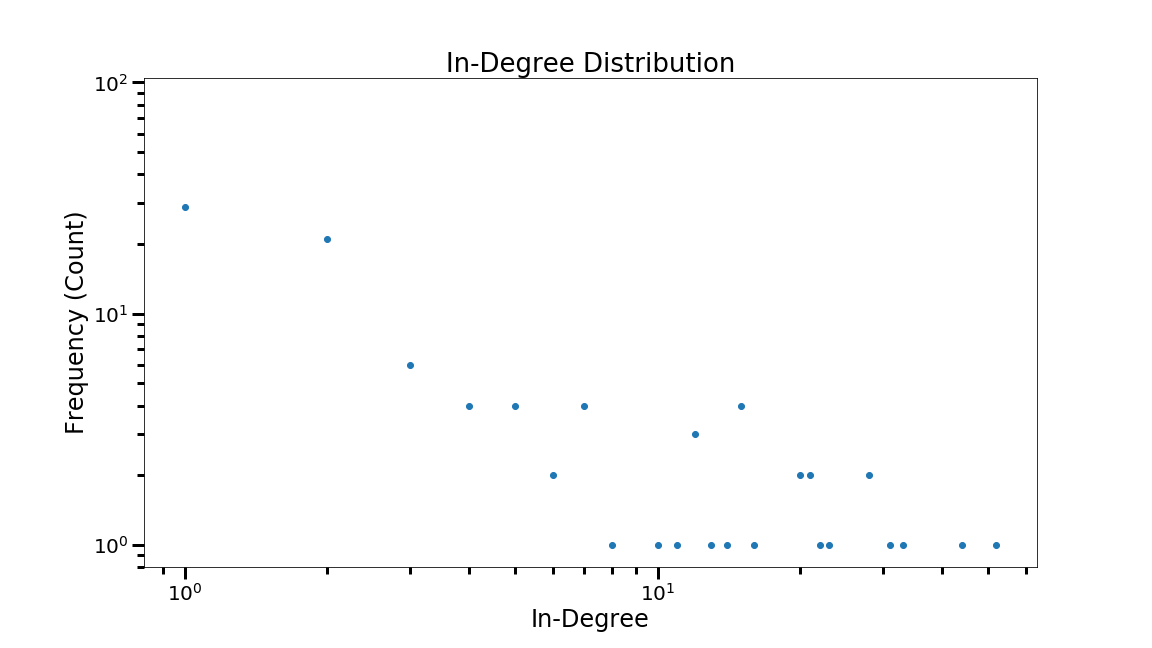 In-Degree Distribution
Frequency (Count)
10²
10¹
10⁰
10⁰ 10¹
In-Degree